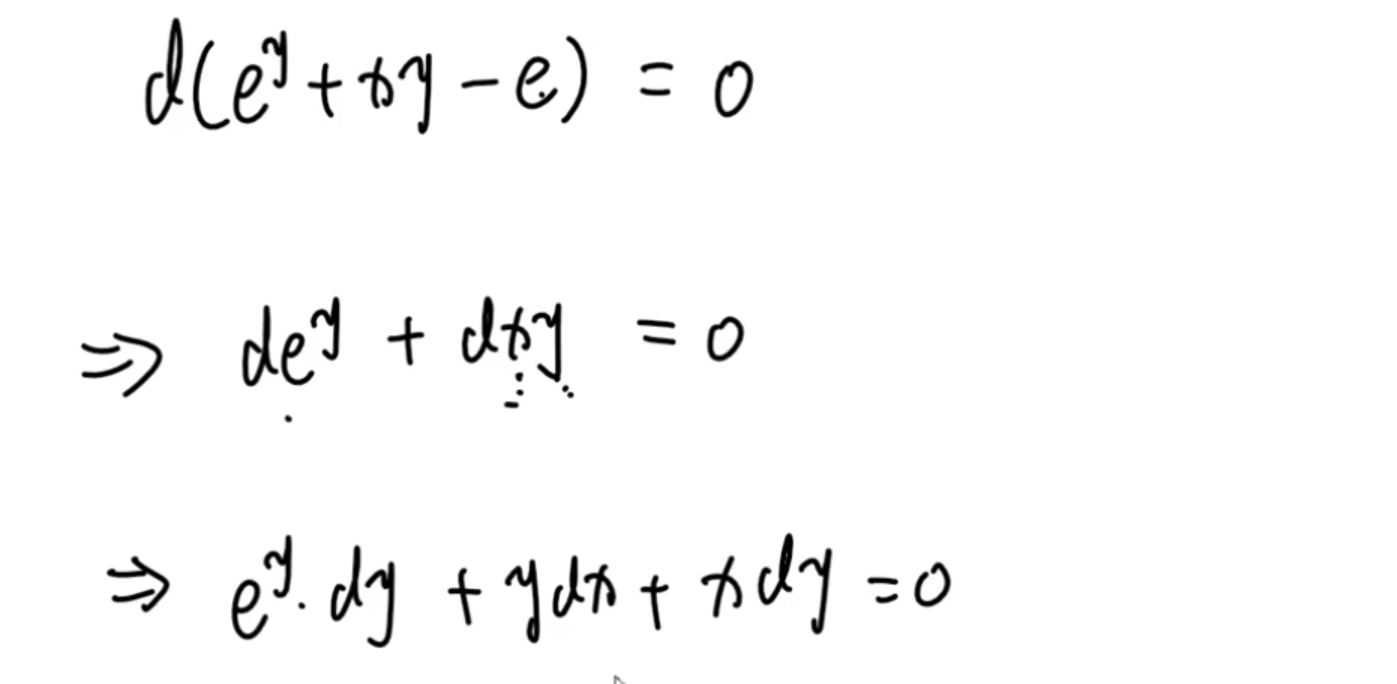 d(e^y + xy - e) = 0
⇒ de^y + dxy = 0
⇒ e^y · dy + ydx + xdy = 0